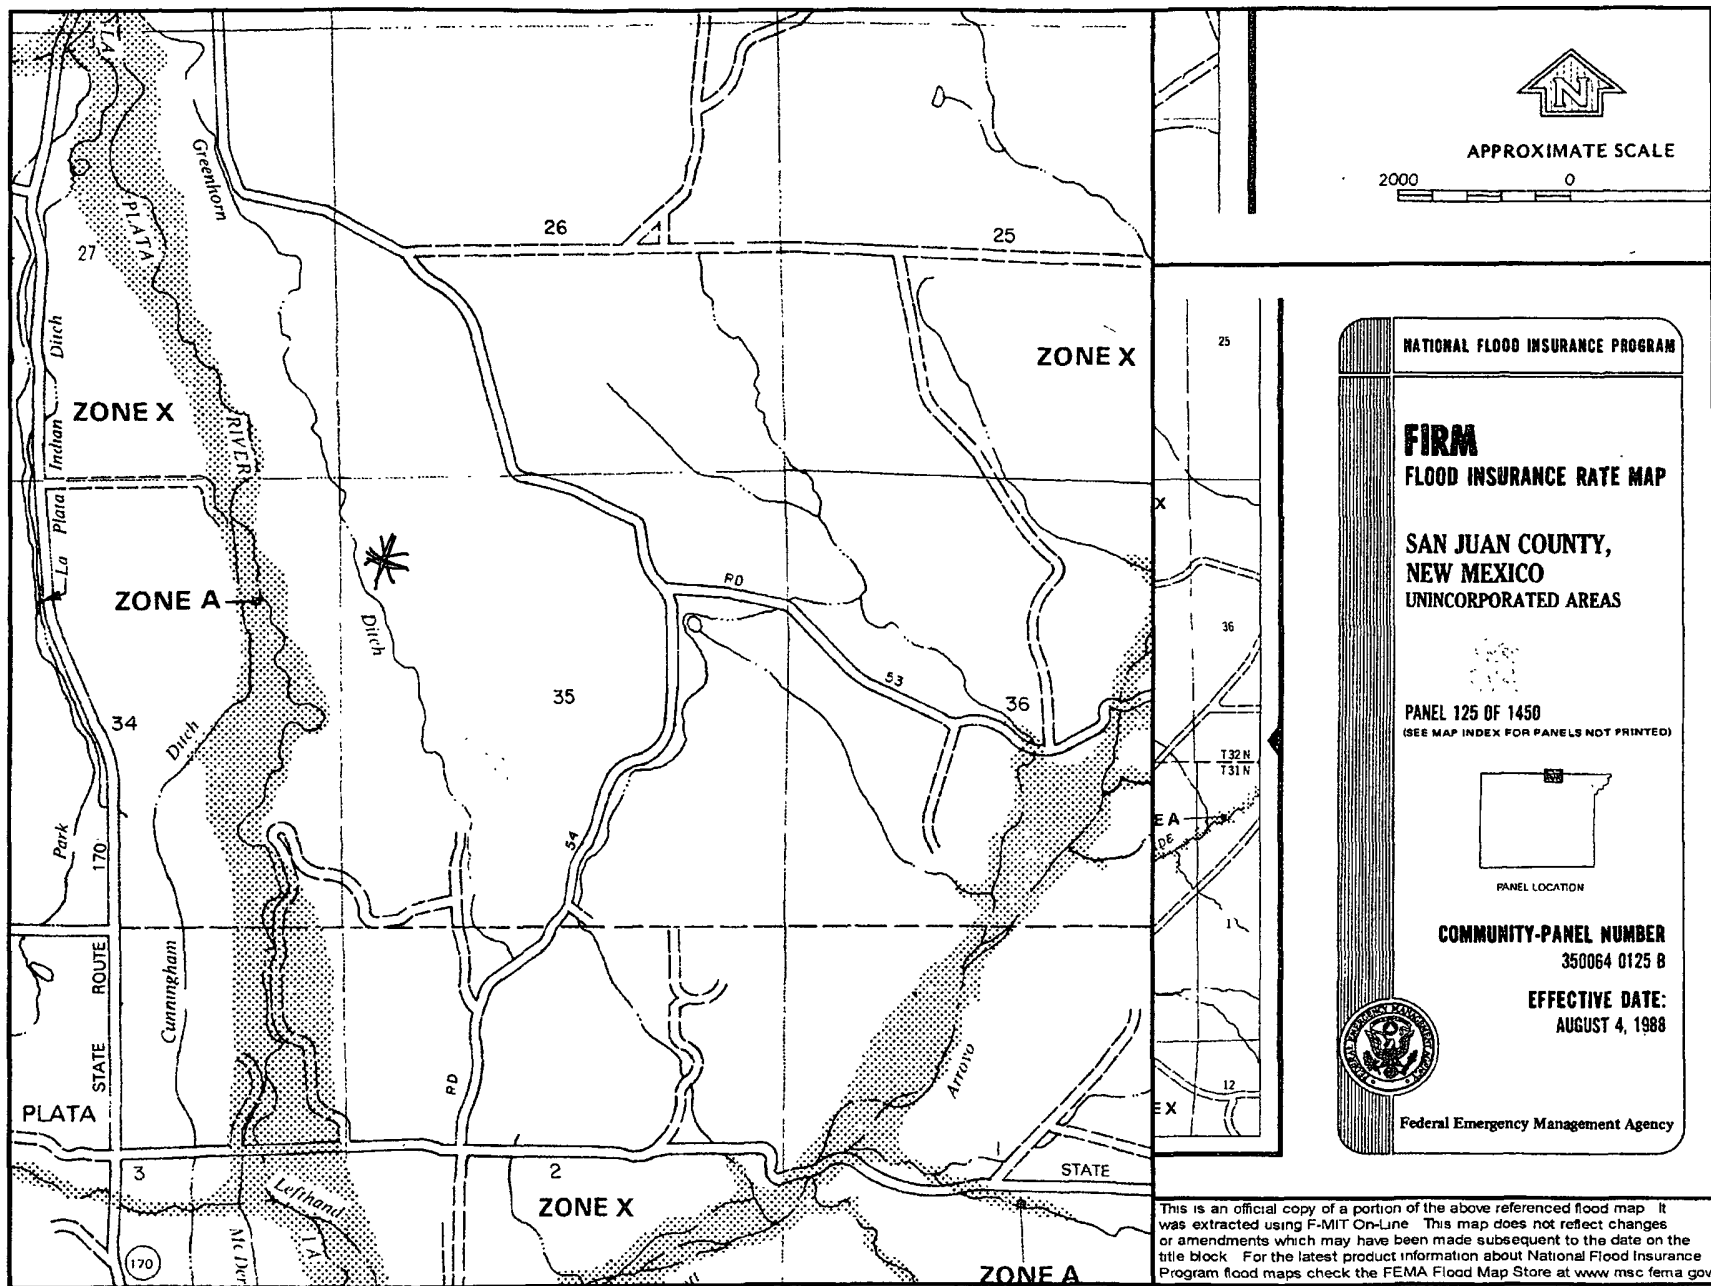 LA
PLATA
RIVER
Greenhorn
Ditch
27
26
25
ZONE X
ZONE X
La Plata Indian Ditch
ZONE A
RD
53
34
35
36
Ditch
Park
170
54
STATE ROUTE
Cunningham
RD
Arroyo
PLATA
3
2
1
STATE
ZONE X
Lefthand
LA
170
ZONE A
25
X
36
T32N
T31N
E A
DE
1
12
EX
N
APPROXIMATE SCALE
2000 0
NATIONAL FLOOD INSURANCE PROGRAM
FIRM
FLOOD INSURANCE RATE MAP
SAN JUAN COUNTY,
NEW MEXICO
UNINCORPORATED AREAS
PANEL 125 OF 1450
(SEE MAP INDEX FOR PANELS NOT PRINTED)
PANEL LOCATION
COMMUNITY-PANEL NUMBER
350064 0125 B
EFFECTIVE DATE:
AUGUST 4, 1988
FEDERAL EMERGENCY MANAGEMENT AGENCY
Federal Emergency Management Agency
This is an official copy of a portion of the above referenced flood map It
was extracted using F-MIT On-Line This map does not reflect changes
or amendments which may have been made subsequent to the date on the
title block For the latest product information about National Flood Insurance
Program flood maps check the FEMA Flood Map Store at www msc fema gov